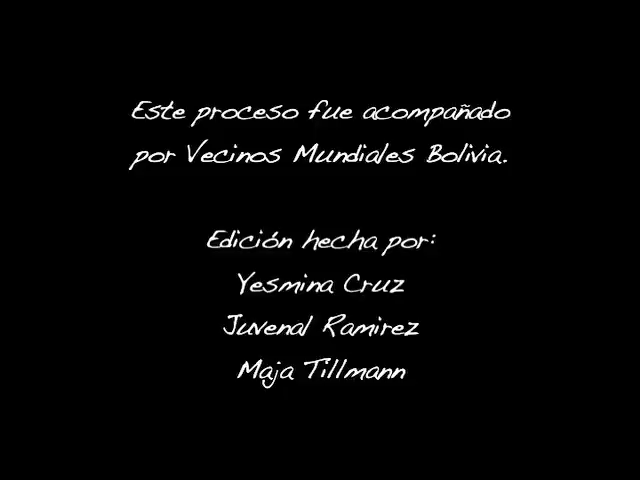 Este proceso fue acompañado
por Vecinos Mundiales Bolivia.
Edición hecha por:
Yesmina Cruz
Juvenal Ramirez
Maja Tillmann